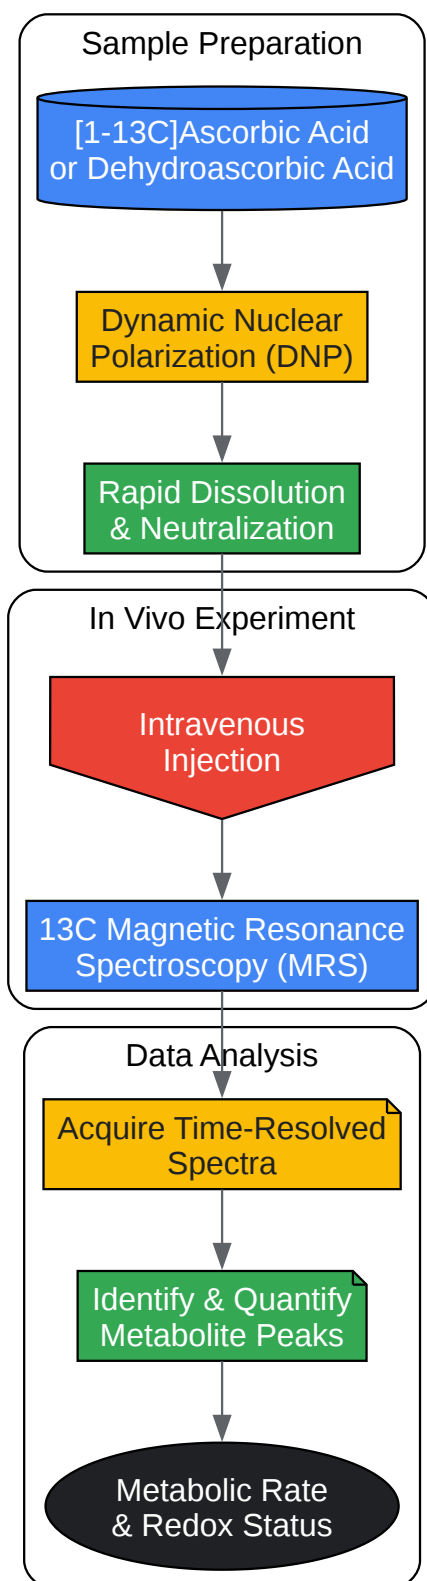 Sample Preparation
[1-13C]Ascorbic Acid
or Dehydroascorbic Acid
Dynamic Nuclear
Polarization (DNP)
Rapid Dissolution
& Neutralization
In Vivo Experiment
Intravenous
Injection
13C Magnetic Resonance
Spectroscopy (MRS)
Data Analysis
Acquire Time-Resolved
Spectra
Identify & Quantify
Metabolite Peaks
Metabolic Rate
& Redox Status